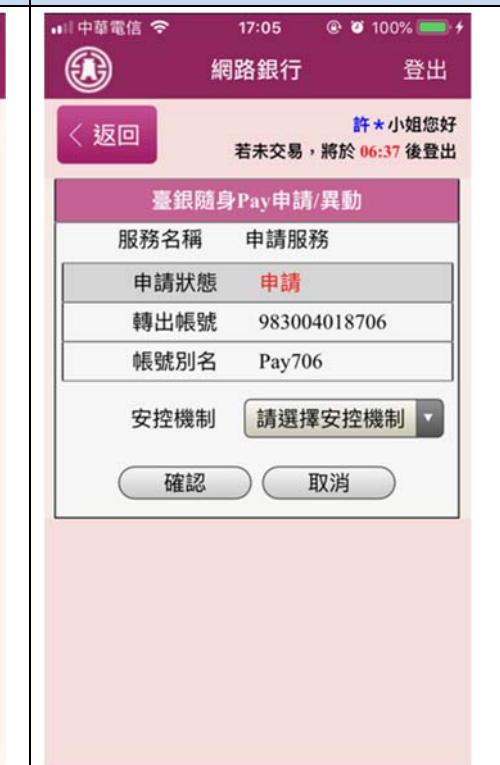 中華電信 17:05 100%
網路銀行 登出
返回
許*小姐您好
若未交易，將於 06:37 後登出
臺銀隨身Pay申請/異動
服務名稱 申請服務
申請狀態 申請
轉出帳號 983004018706
帳號別名 Pay706
安控機制 請選擇安控機制
確認 取消